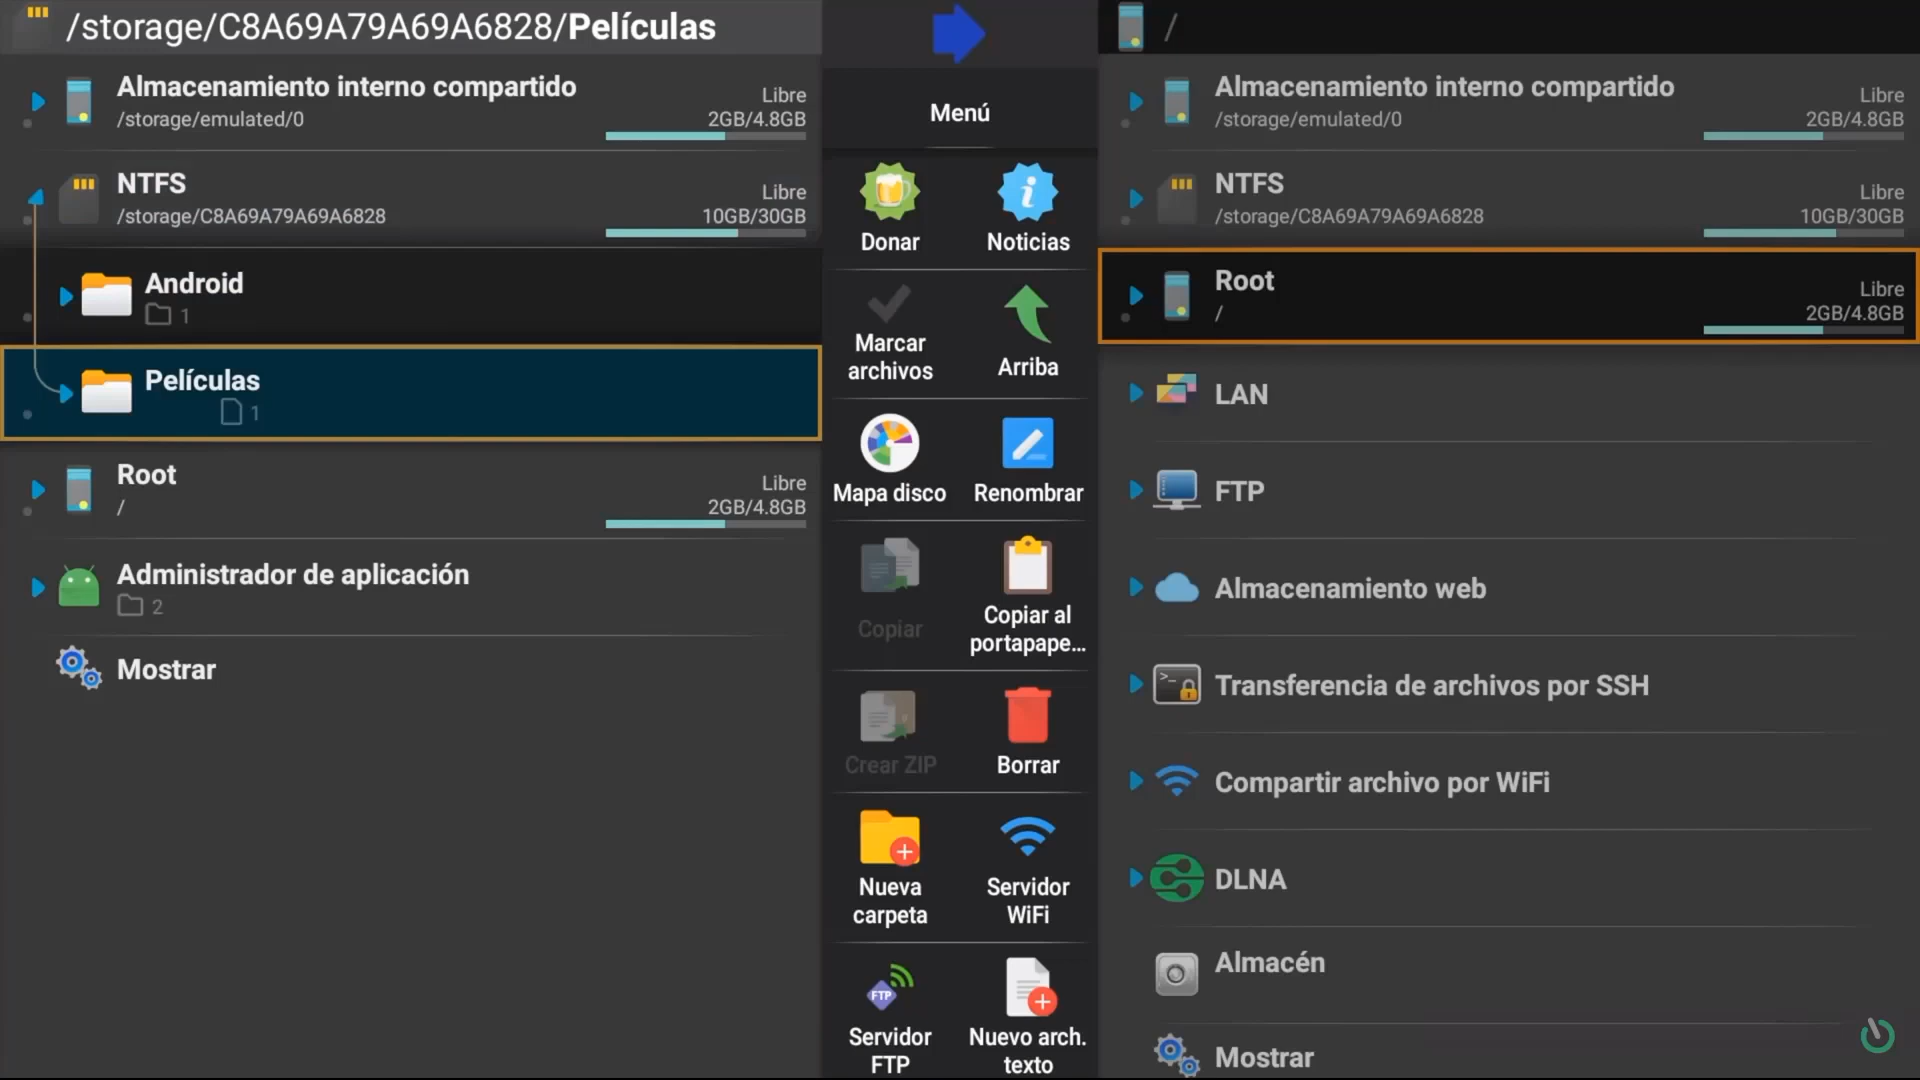 /storage/C8A69A79A69A6828/Películas
Almacenamiento interno compartido
/storage/emulated/0
Libre
2GB/4.8GB
NTFS
/storage/C8A69A79A69A6828
Libre
10GB/30GB
Android
1
Películas
1
Root
/
Libre
2GB/4.8GB
Administrador de aplicación
2
Mostrar
Menú
Donar
Noticias
Marcar
archivos
Arriba
Mapa disco
Renombrar
Copiar
Copiar al
portapape...
Crear ZIP
Borrar
Nueva
carpeta
Servidor
WiFi
FTP
Servidor
FTP
Nuevo arch.
texto
/
Almacenamiento interno compartido
/storage/emulated/0
Libre
2GB/4.8GB
NTFS
/storage/C8A69A79A69A6828
Libre
10GB/30GB
Root
/
Libre
2GB/4.8GB
LAN
FTP
Almacenamiento web
Transferencia de archivos por SSH
Compartir archivo por WiFi
DLNA
Almacén
Mostrar